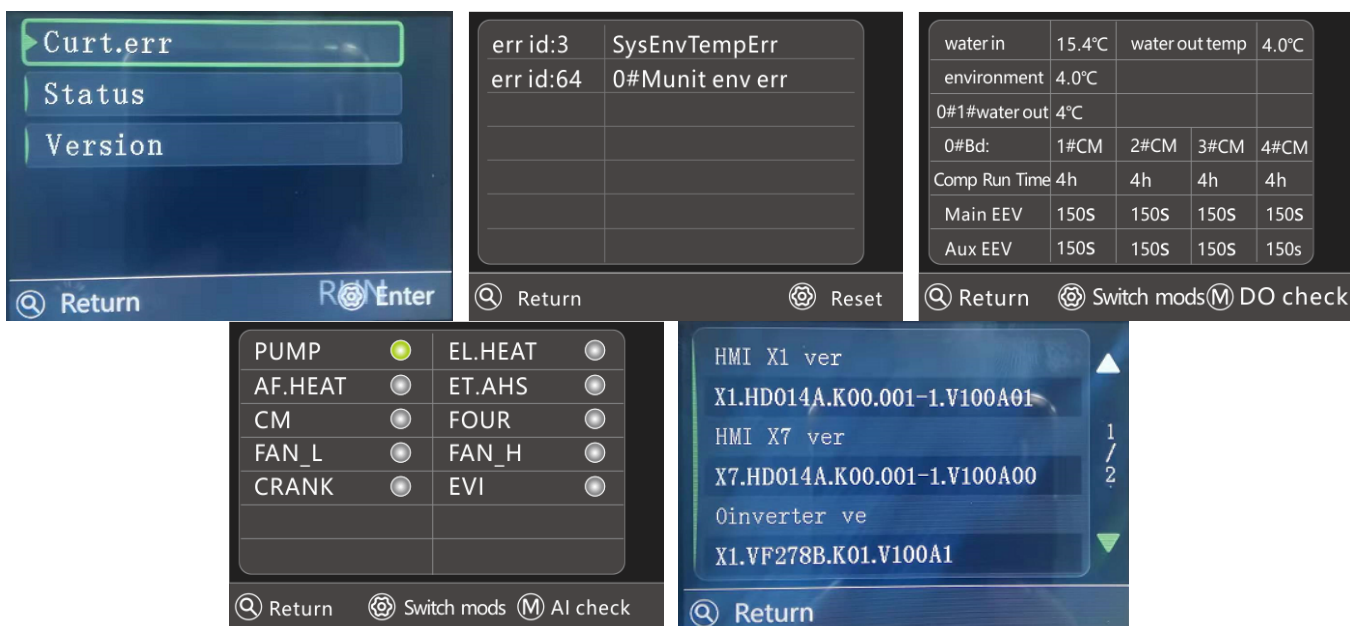 Curt.err
Status
Version
Return
RUN Enter
err id:3 SysEnvTempErr
err id:64 0#Munit env err
Return Reset
water in 15.4℃ water out temp 4.0℃
environment 4.0℃
0#1#water out 4℃
0#Bd: 1#CM 2#CM 3#CM 4#CM
Comp Run Time 4h 4h 4h 4h
Main EEV 150S 150S 150S 150S
Aux EEV 150S 150S 150S 150s
Return Switch mods M DO check
PUMP EL.HEAT
AF.HEAT ET.AHS
CM FOUR
FAN_L FAN_H
CRANK EVI
Return Switch mods M AI check
HMI X1 ver
X1.HD014A.K00.001-1.V100A01
HMI X7 ver
X7.HD014A.K00.001-1.V100A00
0inverter ve
X1.VF278B.K01.V100A1
1/2
Return